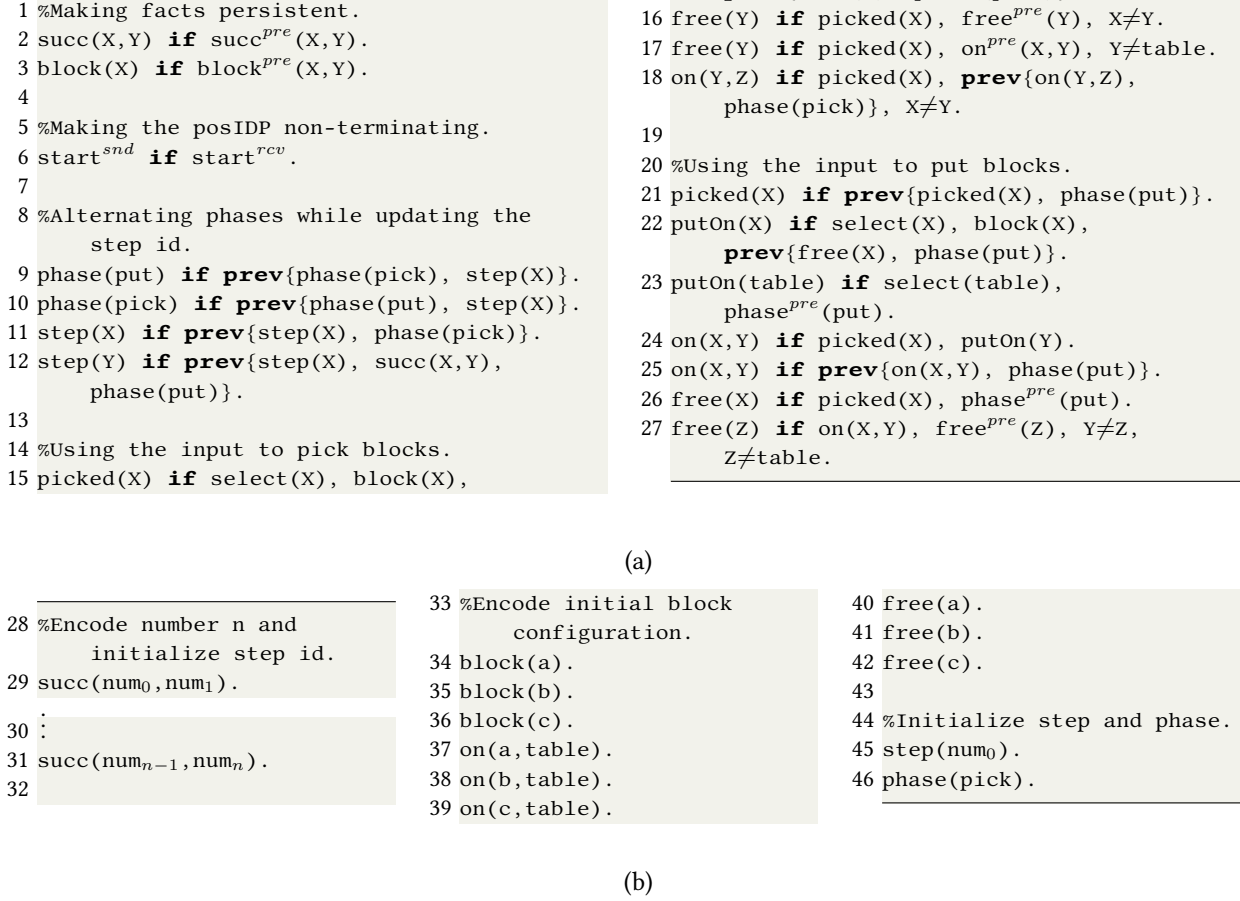 1 %Making facts persistent.
2 succ(X,Y) if succ^pre(X,Y).
3 block(X) if block^pre(X,Y).
4
5 %Making the posIDP non-terminating.
6 start^snd if start^rcv.
7
8 %Alternating phases while updating the
step id.
9 phase(put) if prev{phase(pick), step(X)}.
10 phase(pick) if prev{phase(put), step(X)}.
11 step(X) if prev{step(X), phase(pick)}.
12 step(Y) if prev{step(X), succ(X,Y),
phase(put)}.
13
14 %Using the input to pick blocks.
15 picked(X) if select(X), block(X),
16 free(Y) if picked(X), free^pre(Y), X≠Y.
17 free(Y) if picked(X), on^pre(X,Y), Y≠table.
18 on(Y,Z) if picked(X), prev{on(Y,Z),
phase(pick)}, X≠Y.
19
20 %Using the input to put blocks.
21 picked(X) if prev{picked(X), phase(put)}.
22 putOn(X) if select(X), block(X),
prev{free(X), phase(put)}.
23 putOn(table) if select(table),
phase^pre(put).
24 on(X,Y) if picked(X), putOn(Y).
25 on(X,Y) if prev{on(X,Y), phase(put)}.
26 free(X) if picked(X), phase^pre(put).
27 free(Z) if on(X,Y), free^pre(Z), Y≠Z,
Z≠table.
(a)
28 %Encode number n and
initialize step id.
29 succ(num₀,num₁).
30 ⋮
31 succ(numₙ₋₁,numₙ).
32
33 %Encode initial block
configuration.
34 block(a).
35 block(b).
36 block(c).
37 on(a,table).
38 on(b,table).
39 on(c,table).
40 free(a).
41 free(b).
42 free(c).
43
44 %Initialize step and phase.
45 step(num₀).
46 phase(pick).
(b)